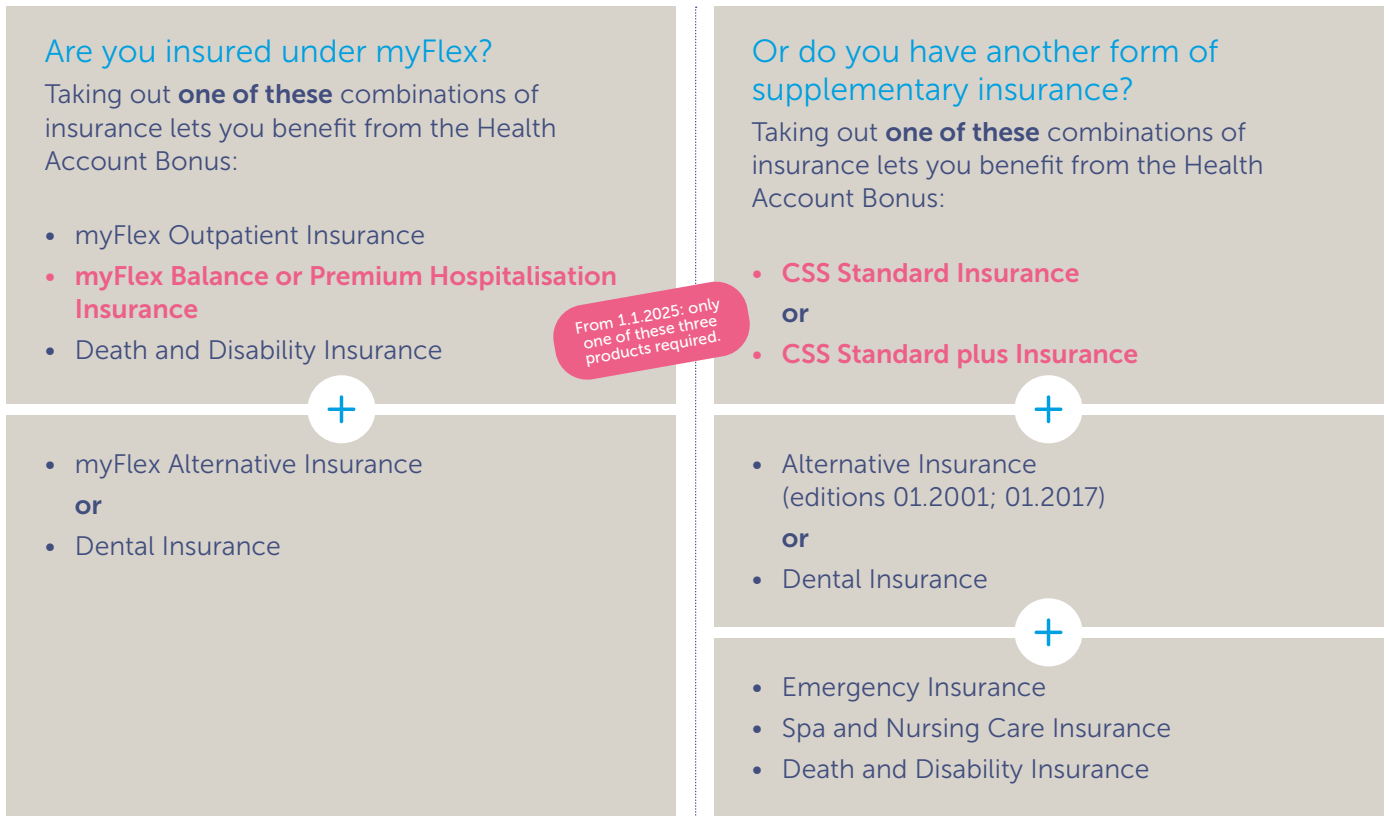 Are you insured under myFlex?
Taking out one of these combinations of
insurance lets you benefit from the Health
Account Bonus:
• myFlex Outpatient Insurance
• myFlex Balance or Premium Hospitalisation
Insurance
• Death and Disability Insurance
+
• myFlex Alternative Insurance
or
• Dental Insurance
From 1.1.2025: only
one of these three
products required.
Or do you have another form of
supplementary insurance?
Taking out one of these combinations of
insurance lets you benefit from the Health
Account Bonus:
• CSS Standard Insurance
or
• CSS Standard plus Insurance
+
• Alternative Insurance
(editions 01.2001; 01.2017)
or
• Dental Insurance
+
• Emergency Insurance
• Spa and Nursing Care Insurance
• Death and Disability Insurance